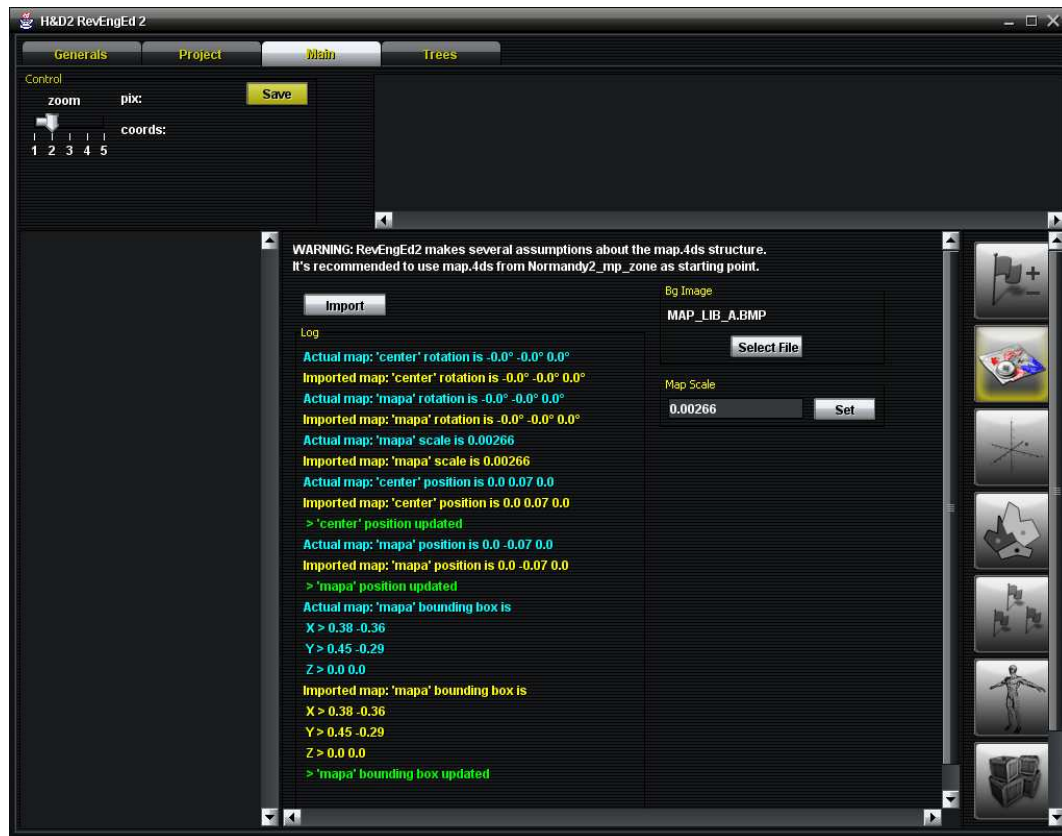 H&D2 RevEngEd 2
Generals Project Main Trees
Control
zoom pix: Save
coords:
1 2 3 4 5
WARNING: RevEngEd2 makes several assumptions about the map.4ds structure.
It's recommended to use map.4ds from Normandy2_mp_zone as starting point.
Import
Log
Actual map: 'center' rotation is -0.0° -0.0° 0.0°
Imported map: 'center' rotation is -0.0° -0.0° 0.0°
Actual map: 'mapa' rotation is -0.0° -0.0° 0.0°
Imported map: 'mapa' rotation is -0.0° -0.0° 0.0°
Actual map: 'mapa' scale is 0.00266
Imported map: 'mapa' scale is 0.00266
Actual map: 'center' position is 0.0 0.07 0.0
Imported map: 'center' position is 0.0 0.07 0.0
> 'center' position updated
Actual map: 'mapa' position is 0.0 -0.07 0.0
Imported map: 'mapa' position is 0.0 -0.07 0.0
> 'mapa' position updated
Actual map: 'mapa' bounding box is
X > 0.38 -0.36
Y > 0.45 -0.29
Z > 0.0 0.0
Imported map: 'mapa' bounding box is
X > 0.38 -0.36
Y > 0.45 -0.29
Z > 0.0 0.0
> 'mapa' bounding box updated
Bg Image
MAP_LIB_A.BMP
Select File
Map Scale
0.00266 Set